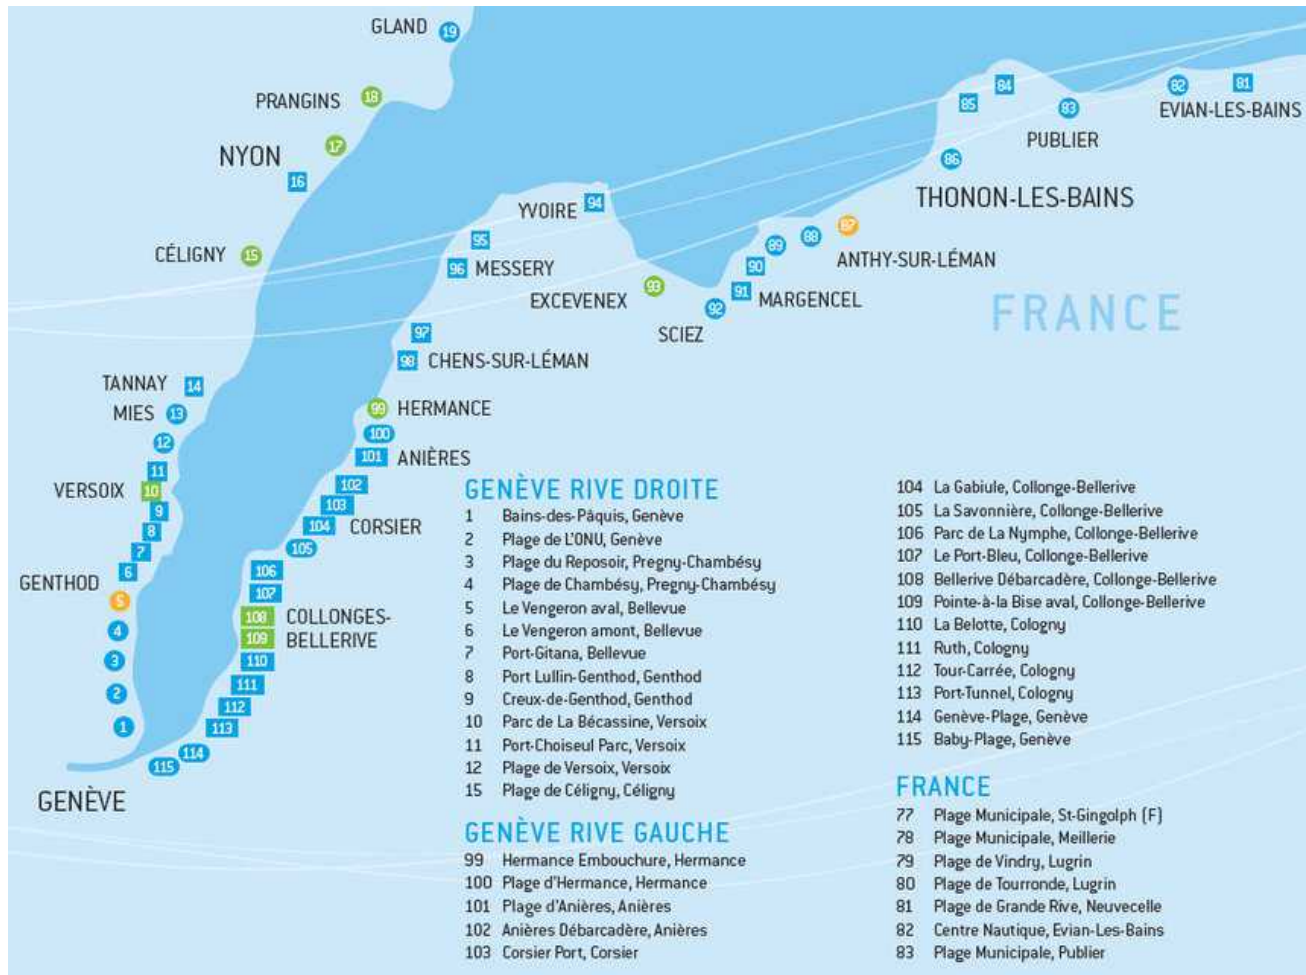 GLAND 19
PRANGINS 18
NYON 17
16
CÉLIGNY 15
TANNAY 14
MIES 13
12
11
VERSOIX 10
9
8
7
GENTHOD 6
5
4
3
2
1
GENÈVE
115
114
113
112
111
110
109
108
COLLONGES-
BELLERIVE
107
106
105
104 CORSIER
103
102
101 ANIÈRES
100
99 HERMANCE
98 CHENS-SUR-LÉMAN
97
96 MESSERY
95
YVOIRE 94
EXCEVENEX 93
SCIEZ 92
91 MARGENCEL
90
89
88
87
ANTHY-SUR-LÉMAN
86
THONON-LES-BAINS
85
84
83
PUBLIER
82
81
EVIAN-LES-BAINS
FRANCE
GENÈVE RIVE DROITE
1 Bains-des-Pâquis, Genève
2 Plage de L'ONU, Genève
3 Plage du Reposoir, Pregny-Chambésy
4 Plage de Chambésy, Pregny-Chambésy
5 Le Vengeron aval, Bellevue
6 Le Vengeron amont, Bellevue
7 Port-Gitana, Bellevue
8 Port Lullin-Genthod, Genthod
9 Creux-de-Genthod, Genthod
10 Parc de La Bécassine, Versoix
11 Port-Choiseul Parc, Versoix
12 Plage de Versoix, Versoix
15 Plage de Céligny, Céligny
GENÈVE RIVE GAUCHE
99 Hermance Embouchure, Hermance
100 Plage d'Hermance, Hermance
101 Plage d'Anières, Anières
102 Anières Débarcadère, Anières
103 Corsier Port, Corsier
104 La Gabiule, Collonge-Bellerive
105 La Savonnière, Collonge-Bellerive
106 Parc de La Nymphe, Collonge-Bellerive
107 Le Port-Bleu, Collonge-Bellerive
108 Bellerive Débarcadère, Collonge-Bellerive
109 Pointe-à-la Bise aval, Collonge-Bellerive
110 La Belotte, Cologny
111 Ruth, Cologny
112 Tour-Carrée, Cologny
113 Port-Tunnel, Cologny
114 Genève-Plage, Genève
115 Baby-Plage, Genève
FRANCE
77 Plage Municipale, St-Gingolph (F)
78 Plage Municipale, Meillerie
79 Plage de Vindry, Lugrin
80 Plage de Tourronde, Lugrin
81 Plage de Grande Rive, Neuvecelle
82 Centre Nautique, Evian-Les-Bains
83 Plage Municipale, Publier